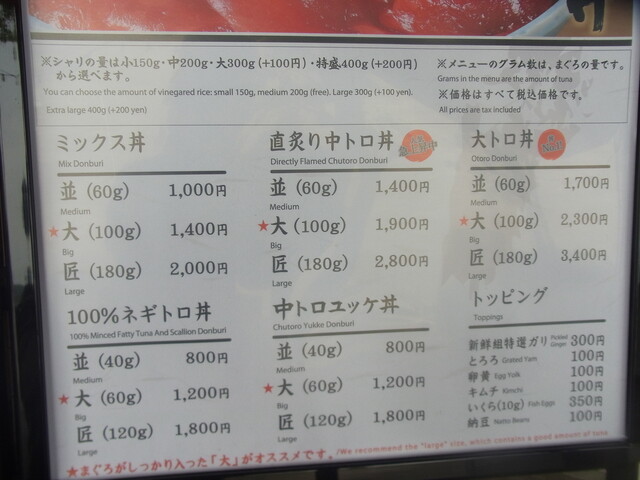 ※シャリの量は小150g・中200g・大300g(+100円)・特盛400g(+200円)
から選べます。
You can choose the amount of vinegared rice: small 150g, medium 200g (free). Large 300g (+100 yen).
Extra large 400g (+200 yen)
※メニューのグラム数は、まぐろの量です。
Grams in the menu are the amount of tuna
※価格はすべて税込価格です。
All prices are tax included
ミックス丼
Mix Donburi
並 (60g) 1,000円
Medium
★大 (100g) 1,400円
Big
匠 (180g) 2,000円
Large
直炙り中トロ丼
Directly Flamed Chutoro Donburi
並 (60g) 1,400円
Medium
★大 (100g) 1,900円
Big
匠 (180g) 2,800円
Large
大トロ丼
Otoro Donburi
並 (60g) 1,700円
Medium
★大 (100g) 2,300円
Big
匠 (180g) 3,400円
Large
100%ネギトロ丼
100% Minced Fatty Tuna And Scallion Donburi
並 (40g) 800円
Medium
★大 (60g) 1,200円
Big
匠 (120g) 1,800円
Large
中トロユッケ丼
Chutoro Yukke Donburi
並 (40g) 800円
Medium
★大 (60g) 1,200円
Big
匠 (120g) 1,800円
Large
トッピング
Toppings
新鮮組特選ガリ Pickled Ginger 300円
とろろ Grated Yam 100円
卵黄 Egg Yolk 100円
キムチ Kimchi 100円
いくら(10g) Fish Eggs 350円
納豆 Natto Beans 100円
★まぐろがしっかり入った「大」がオススメです。/We recommend the "large" size, which contains a good amount of tuna